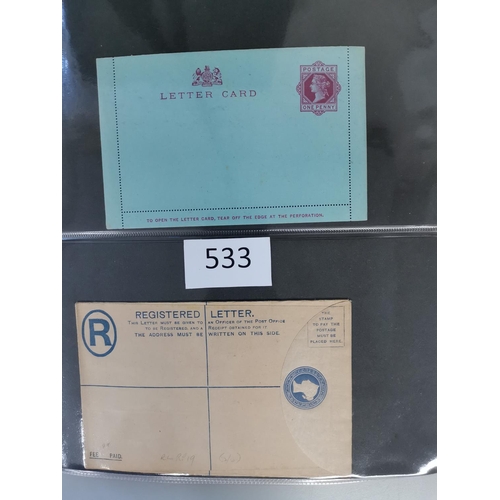 LETTER CARD
POSTAGE
ONE PENNY
TO OPEN THE LETTER CARD, TEAR OFF THE EDGE AT THE PERFORATION.
533
R
REGISTERED LETTER.
THIS LETTER MUST BE GIVEN TO AN OFFICER OF THE POST OFFICE
TO BE REGISTERED, AND A RECEIPT OBTAINED FOR IT
THE ADDRESS MUST BE WRITTEN ON THIS SIDE.
THE
STAMP
TO PAY THE
POSTAGE
MUST BE
PLACED HERE.
FEE PAID